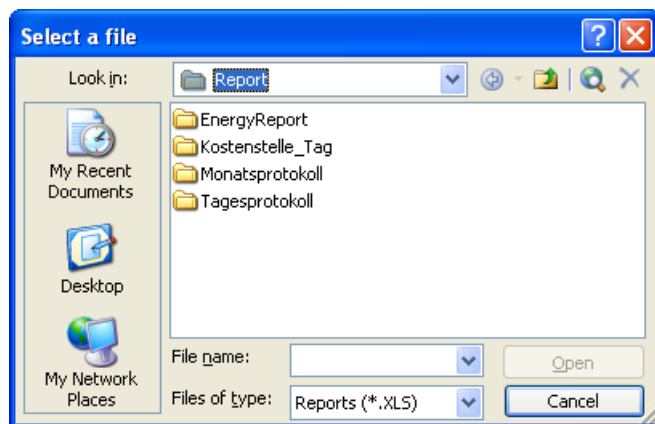 Select a file
Look in:
Report
EnergyReport
Kostenstelle_Tag
Monatsprotokoll
Tagesprotokoll
My Recent
Documents
Desktop
My Network
Places
File name:
Open
Files of type:
Reports (*.XLS)
Cancel